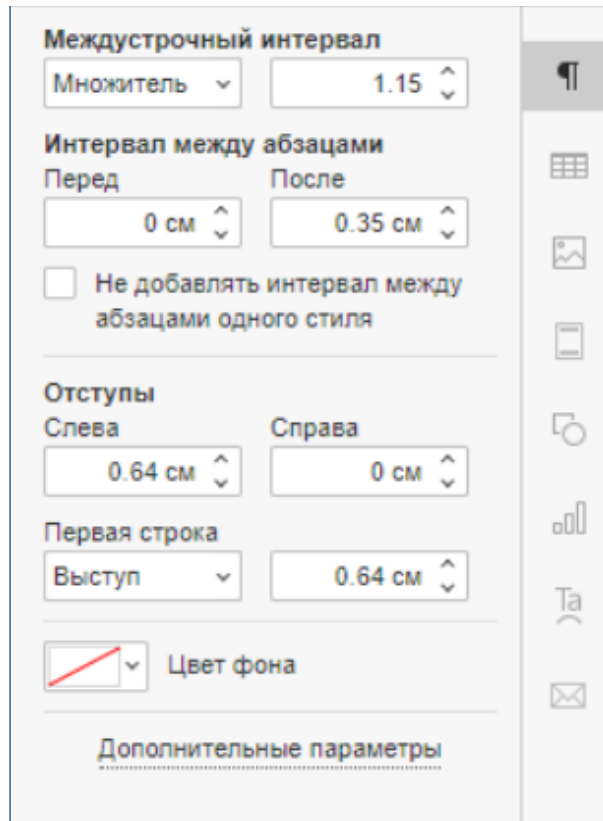 Междустрочный интервал
Множитель 1.15
Интервал между абзацами
Перед После
0 см 0.35 см
Не добавлять интервал между
абзацами одного стиля
Отступы
Слева Справа
0.64 см 0 см
Первая строка
Выступ 0.64 см
Цвет фона
Дополнительные параметры
¶
Ta